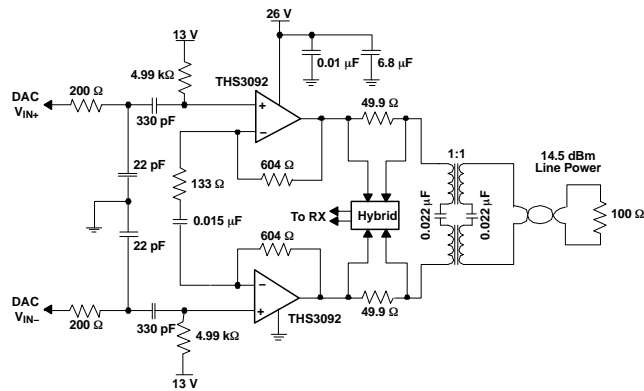 26 V
13 V
0.01 μF
6.8 μF
4.99 kΩ
THS3092
DAC
VIN+
200 Ω
330 pF
49.9 Ω
1:1
14.5 dBm
Line Power
22 pF
133 Ω
604 Ω
0.022 μF
0.022 μF
100 Ω
To RX
Hybrid
0.015 μF
22 pF
604 Ω
DAC
VIN−
200 Ω
330 pF
4.99 kΩ
THS3092
49.9 Ω
13 V